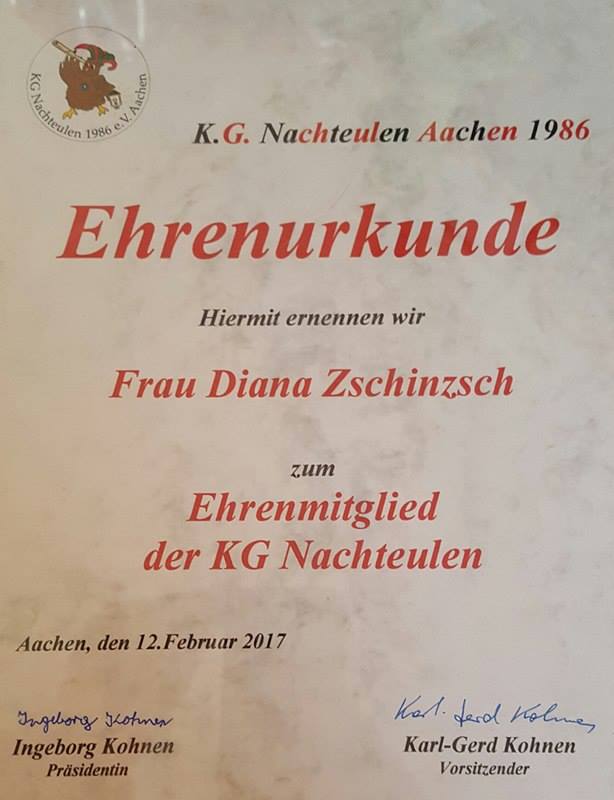 KG Nachteulen 1986 e.V. Aachen
K.G. Nachteulen Aachen 1986
Ehrenurkunde
Hiermit ernennen wir
Frau Diana Zschinzsch
zum
Ehrenmitglied
der KG Nachteulen
Aachen, den 12.Februar 2017
Ingeborg Kohnen
Karl-Gerd Kohnen
Ingeborg Kohnen
Karl-Gerd Kohnen
Präsidentin
Vorsitzender